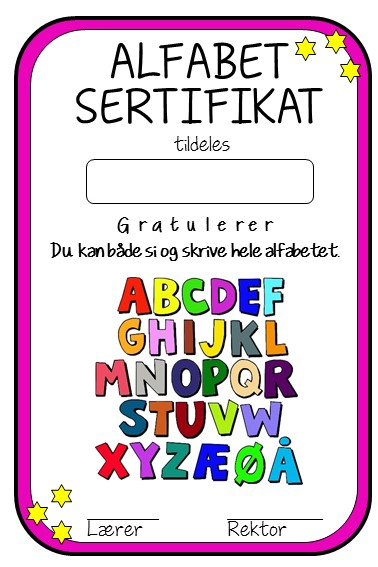 ALFABET
SERTIFIKAT
tildeles
Gratulerer
Du kan både si og skrive hele alfabetet.
ABCDEF
GHIJKL
MNOPQR
STUVW
XYZÆØÅ
Lærer Rektor